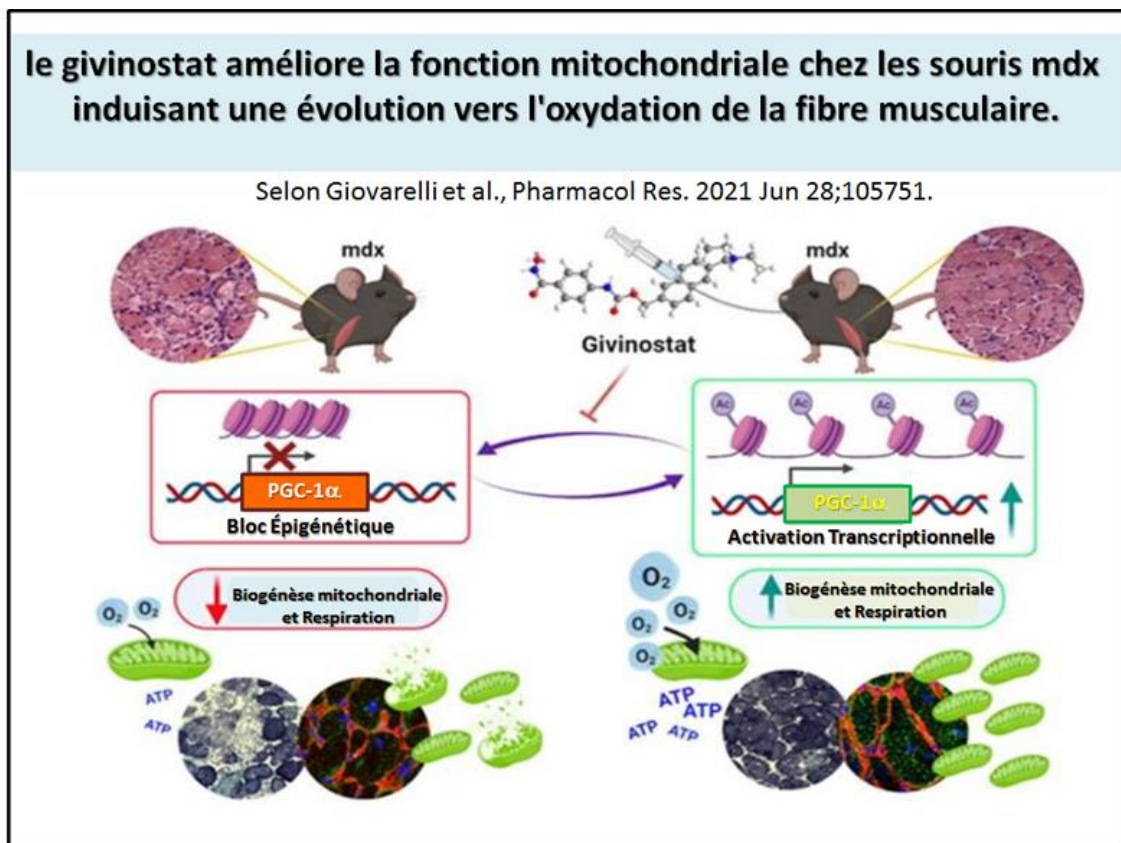 le givinostat améliore la fonction mitochondriale chez les souris mdx
induisant une évolution vers l'oxydation de la fibre musculaire.
Selon Giovarelli et al., Pharmacol Res. 2021 Jun 28;105751.
mdx
mdx
Givinostat
PGC-1α
Bloc Épigénétique
Ac
Ac
Ac
Ac
PGC-1α
Activation Transcriptionnelle
Biogénèse mitochondriale
et Respiration
Biogénèse mitochondriale
et Respiration
O₂
O₂
ATP
ATP
O₂
O₂
O₂
O₂
ATP
ATP
ATP
ATP